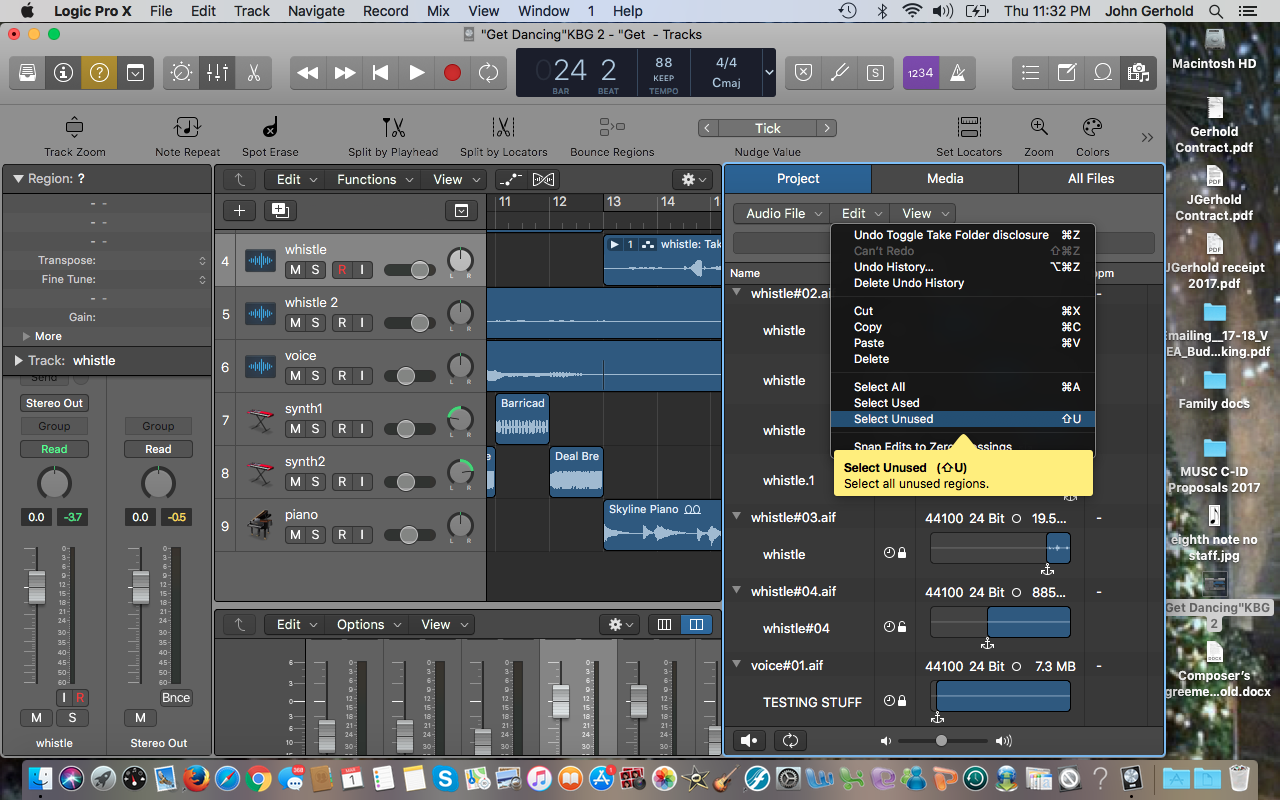 Logic Pro X File Edit Track Navigate Record Mix View Window 1 Help
Thu 11:32 PM John Gerhold
"Get Dancing"KBG 2 - "Get - Tracks
24 2
BAR BEAT
88
KEEP
TEMPO
4/4
Cmaj
1234
Track Zoom
Note Repeat
Spot Erase
Split by Playhead
Split by Locators
Bounce Regions
Tick
Nudge Value
Set Locators
Zoom
Colors
Region: ?
Transpose:
Fine Tune:
Gain:
More
Track: whistle
Send
Stereo Out
Group
Group
Read
Read
0.0 -3.7
0.0 -0.5
I R
Bnce
M S
M
whistle
Stereo Out
Edit Functions View
11 12 13 14 1
4 whistle
M S R I
L R
1 whistle: Tak
5 whistle 2
M S R I
L R
6 voice
M S R I
L R
7 synth1
M S R I
L R
Barricad
8 synth2
M S R I
L R
e
Deal Bre
9 piano
M S R I
L R
Skyline Piano
Edit Options View
Project Media All Files
Audio File Edit View
Name
bpm
Undo Toggle Take Folder disclosure ⌘Z
Can't Redo ⇧⌘Z
Undo History... ⌥⌘Z
Delete Undo History
Cut ⌘X
Copy ⌘C
Paste ⌘V
Delete
Select All ⌘A
Select Used
Select Unused ⇧U
Snap Edits to Zero Crossings
Select Unused (⇧U)
Select all unused regions.
whistle#02.aif
whistle
whistle
whistle
whistle.1
whistle#03.aif 44100 24 Bit 19.5... -
whistle
whistle#04.aif 44100 24 Bit 885... -
whistle#04
voice#01.aif 44100 24 Bit 7.3 MB -
TESTING STUFF
Macintosh HD
Gerhold
Contract.pdf
JGerhold
Contract.pdf
JGerhold receipt
2017.pdf
Emailing__17-18_V
EA_Bud...king.pdf
Family docs
MUSC C-ID
Proposals 2017
eighth note no
staff.jpg
Get Dancing"KBG
2
Composer's
greeme...old.docx